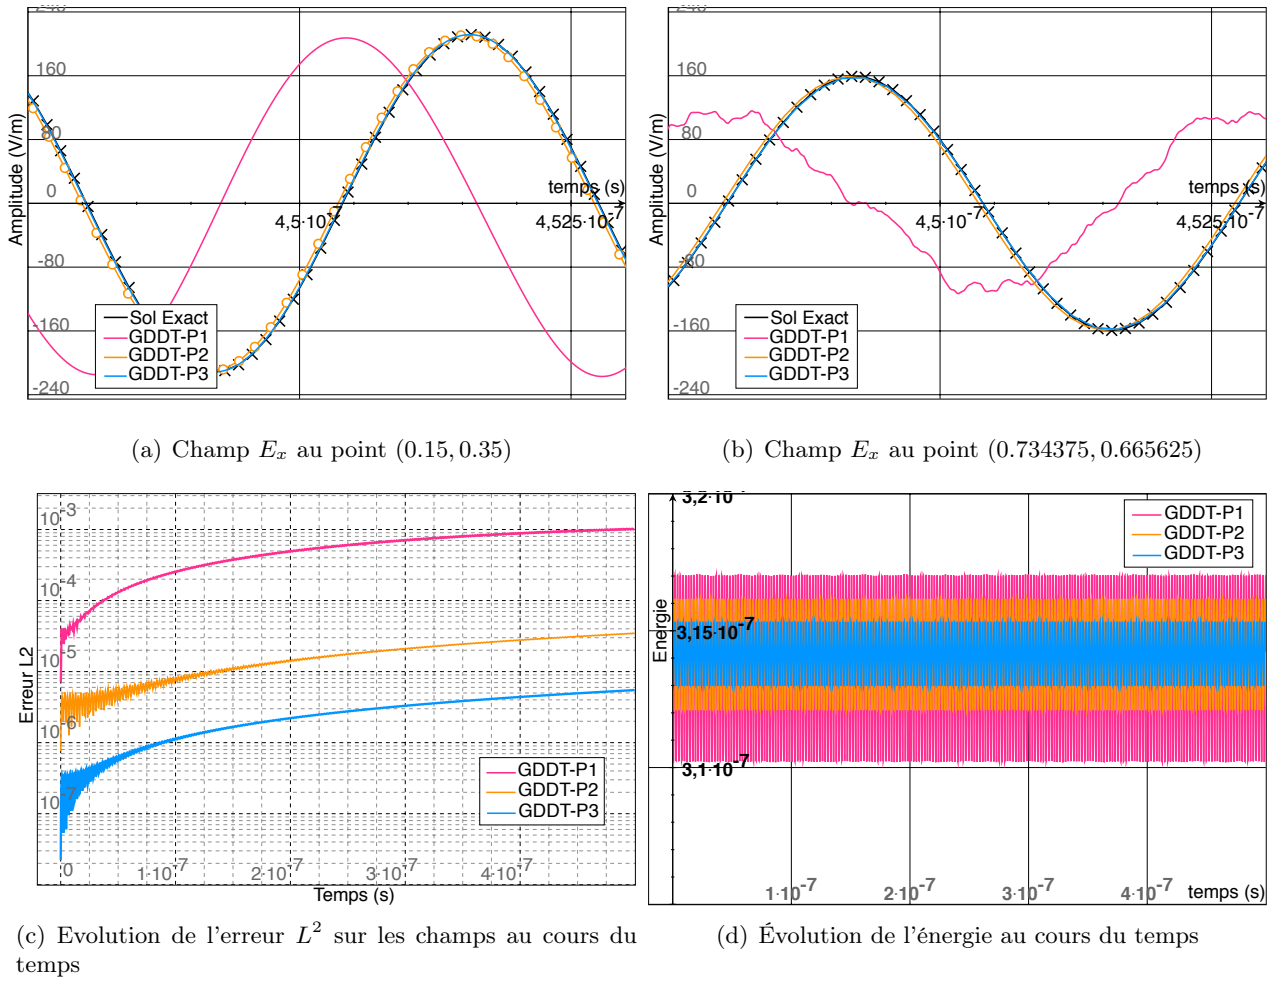 240
160
80
0
-80
-160
-240
Amplitude (V/m)
temps (s)
4,5·10-7
4,525·10-7
Sol Exact
GDDT-P1
GDDT-P2
GDDT-P3
240
160
80
0
-80
-160
-240
Amplitude (V/m)
temps (s)
4,5·10-7
4,525·10-7
Sol Exact
GDDT-P1
GDDT-P2
GDDT-P3
(a) Champ Ex au point (0.15, 0.35)
(b) Champ Ex au point (0.734375, 0.665625)
10-3
10-4
10-5
10-6
10-7
Erreur L2
0
1·10-7
2·10-7
3·10-7
4·10-7
Temps (s)
GDDT-P1
GDDT-P2
GDDT-P3
3,2·10
3,15·10-7
3,1·10-7
Energie
1·10-7
2·10-7
3·10-7
4·10-7
temps (s)
GDDT-P1
GDDT-P2
GDDT-P3
(c) Evolution de l'erreur L2 sur les champs au cours du
temps
(d) Évolution de l'énergie au cours du temps